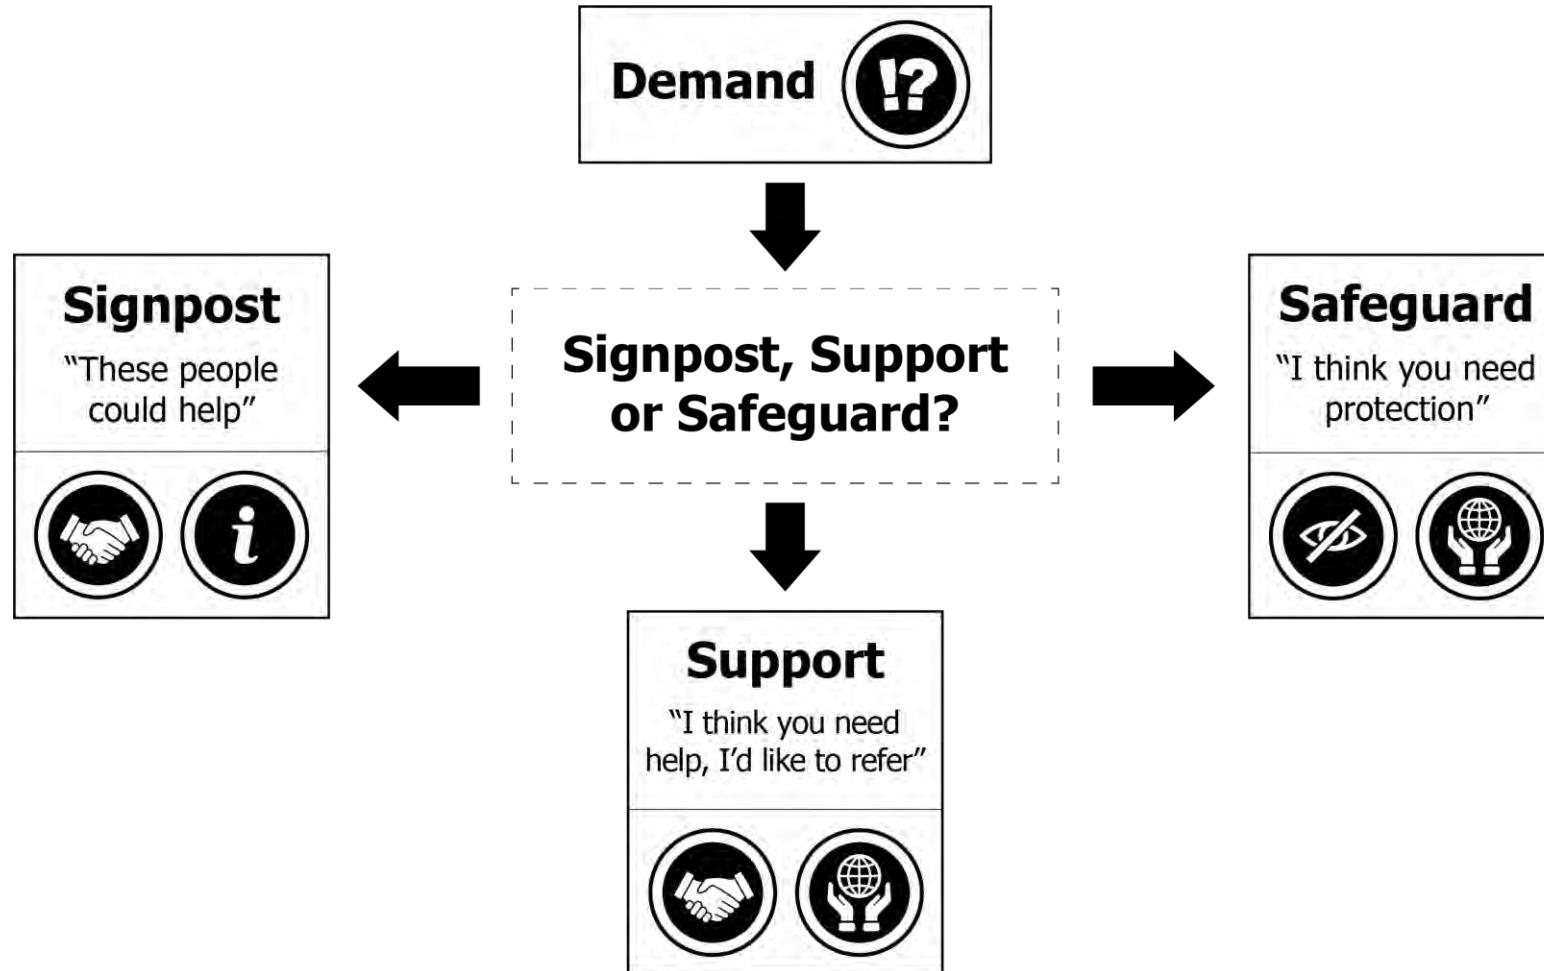 Demand
!?
Signpost
“These people
could help”
i
Signpost, Support
or Safeguard?
Safeguard
“I think you need
protection”
Support
“I think you need
help, I’d like to refer”